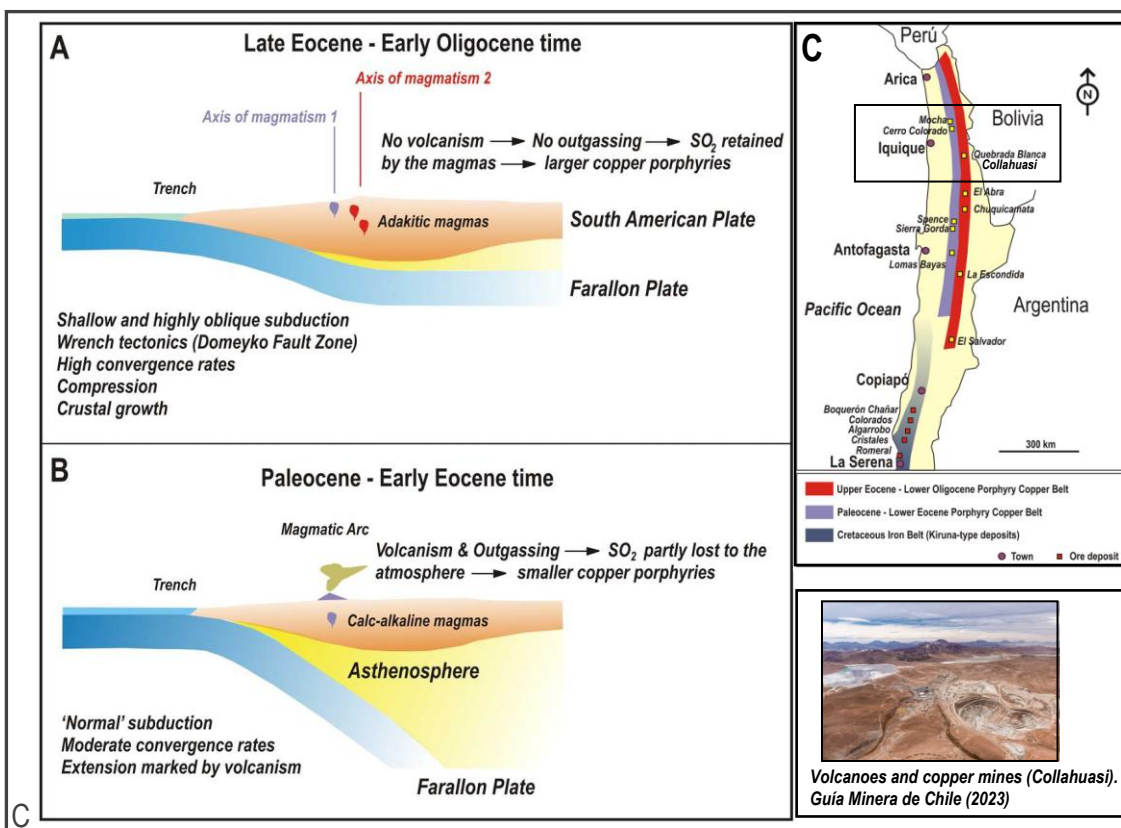 A
Late Eocene - Early Oligocene time
Axis of magmatism 2
Axis of magmatism 1
No volcanism → No outgassing → SO₂ retained
by the magmas → larger copper porphyries
Trench
Adakitic magmas
South American Plate
Farallon Plate
Shallow and highly oblique subduction
Wrench tectonics (Domeyko Fault Zone)
High convergence rates
Compression
Crustal growth
B
Paleocene - Early Eocene time
Magmatic Arc
Volcanism & Outgassing → SO₂ partly lost to the
atmosphere → smaller copper porphyries
Trench
Calc-alkaline magmas
Asthenosphere
'Normal' subduction
Moderate convergence rates
Extension marked by volcanism
Farallon Plate
C
C
Perú
Arica
N
Mocha
Cerro Colorado
Bolivia
Iquique
(Quebrada Blanca
Collahuasi
El Abra
Chuquicamata
Spence
Sierra Gorda
Antofagasta
Lomas Bayas
La Escondida
Pacific Ocean
Argentina
El Salvador
Copiapó
Boquerón Chañar
Colorados
Algarrobo
Cristales
Romeral
300 km
La Serena
Upper Eocene - Lower Oligocene Porphyry Copper Belt
Paleocene - Lower Eocene Porphyry Copper Belt
Cretaceous Iron Belt (Kiruna-type deposits)
Town
Ore deposit
Volcanoes and copper mines (Collahuasi).
Guía Minera de Chile (2023)